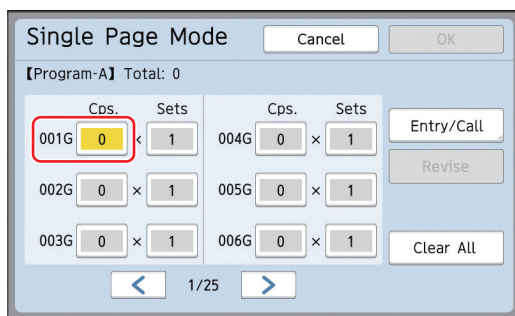 Single Page Mode Cancel OK
【Program-A】Total: 0
Cps. Sets Cps. Sets
001G 0 × 1 004G 0 × 1 Entry/Call
Revise
002G 0 × 1 005G 0 × 1
003G 0 × 1 006G 0 × 1 Clear All
< 1/25 >